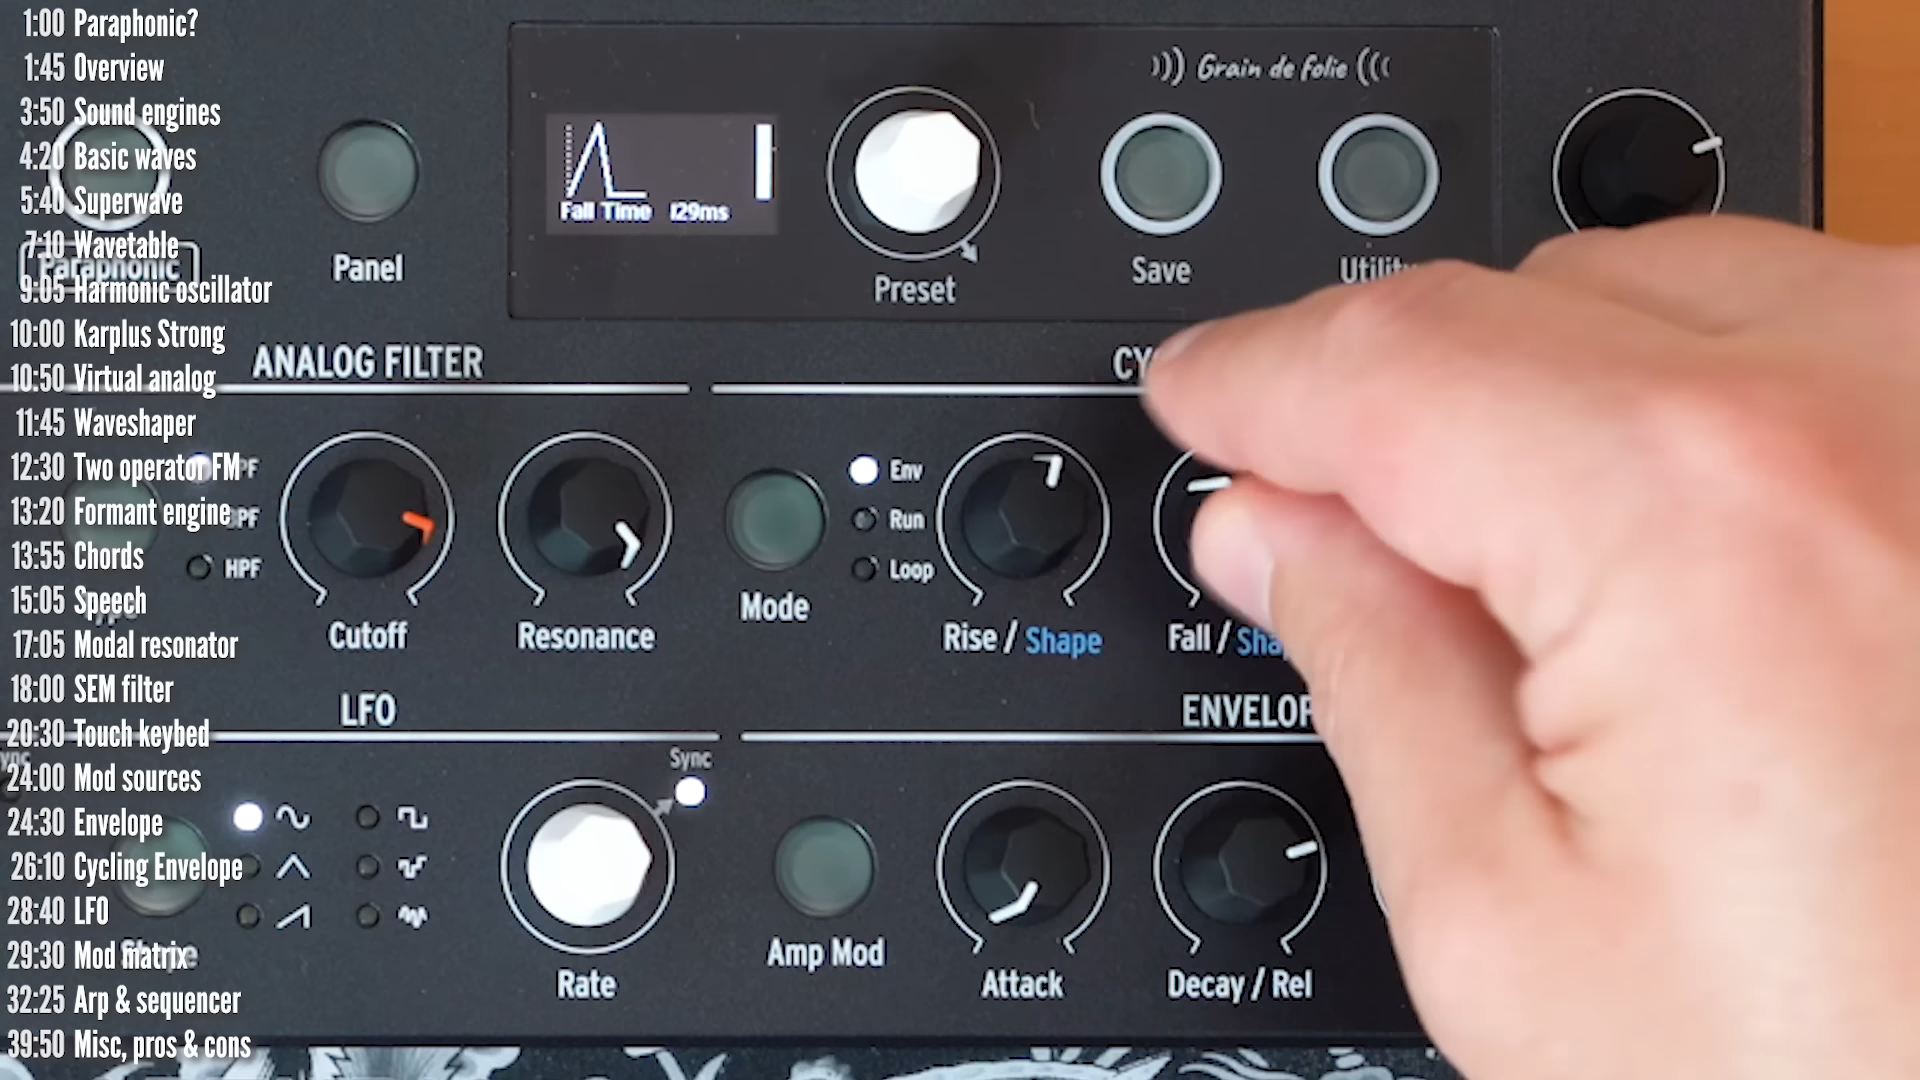 1:00 Paraphonic?
1:45 Overview
3:50 Sound engines
4:20 Basic waves
5:40 Superwave
7:10 Wavetable
9:05 Harmonic oscillator
10:00 Karplus Strong
10:50 Virtual analog
11:45 Waveshaper
12:30 Two operator FM
13:20 Formant engine
13:55 Chords
15:05 Speech
17:05 Modal resonator
18:00 SEM filter
20:30 Touch keybed
24:00 Mod sources
24:30 Envelope
26:10 Cycling Envelope
28:40 LFO
29:30 Mod matrix
32:25 Arp & sequencer
39:50 Misc, pros & cons
Grain de folie
Fall Time 129ms
Paraphonic
Panel
Preset
Save
Utility
ANALOG FILTER
CY
HPF
Cutoff
Resonance
Mode
Env
Run
Loop
Rise / Shape
Fall / Sha
LFO
ENVELOP
Sync
Shape
Rate
Amp Mod
Attack
Decay / Rel